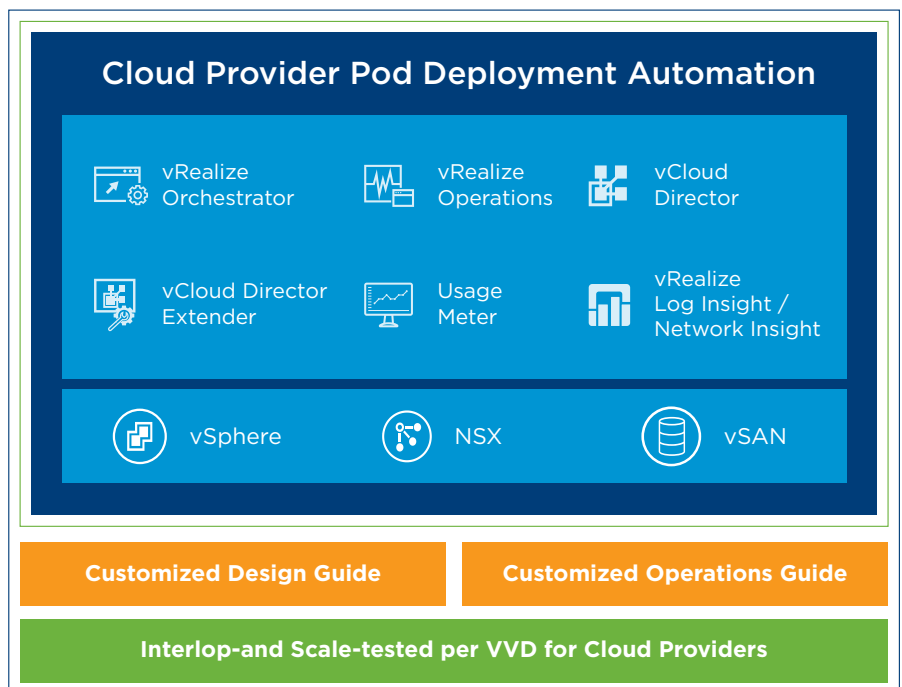 Cloud Provider Pod Deployment Automation
vRealize
Orchestrator
vRealize
Operations
vCloud
Director
vCloud Director
Extender
Usage
Meter
vRealize
Log Insight /
Network Insight
vSphere
NSX
vSAN
Customized Design Guide
Customized Operations Guide
Interlop-and Scale-tested per VVD for Cloud Providers